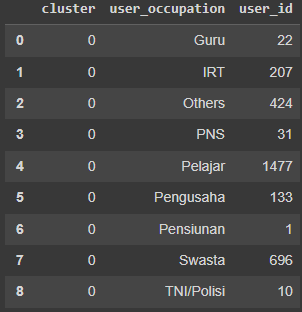 cluster user_occupation user_id
0 0 Guru 22
1 0 IRT 207
2 0 Others 424
3 0 PNS 31
4 0 Pelajar 1477
5 0 Pengusaha 133
6 0 Pensiunan 1
7 0 Swasta 696
8 0 TNI/Polisi 10